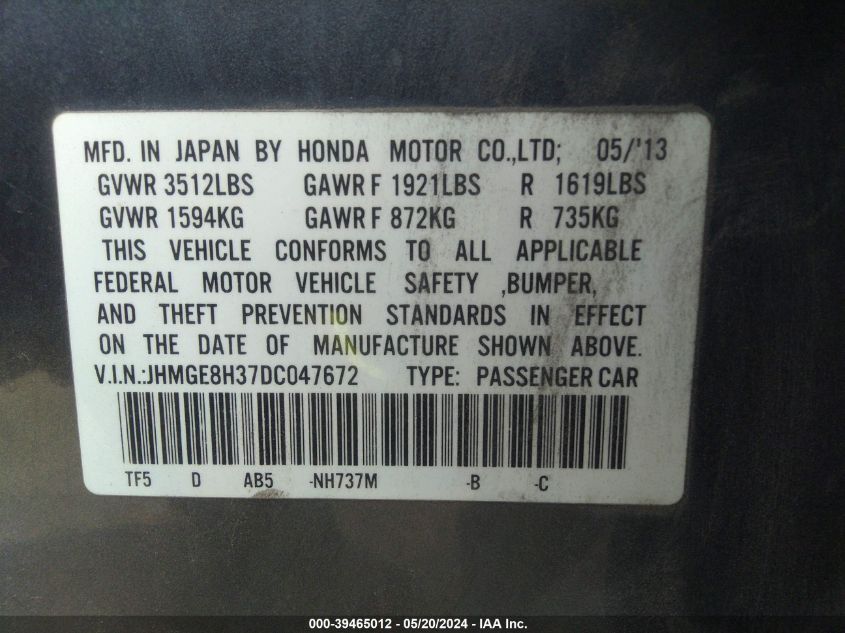 MFD. IN JAPAN BY HONDA MOTOR CO.,LTD; 05/'13
GVWR 3512LBS GAWR F 1921LBS R 1619LBS
GVWR 1594KG GAWR F 872KG R 735KG
THIS VEHICLE CONFORMS TO ALL APPLICABLE
FEDERAL MOTOR VEHICLE SAFETY ,BUMPER,
AND THEFT PREVENTION STANDARDS IN EFFECT
ON THE DATE OF MANUFACTURE SHOWN ABOVE.
V.I.N.:JHMGE8H37DC047672 TYPE: PASSENGER CAR
TF5 D AB5 -NH737M -B -C
000-39465012 - 05/20/2024 - IAA Inc.